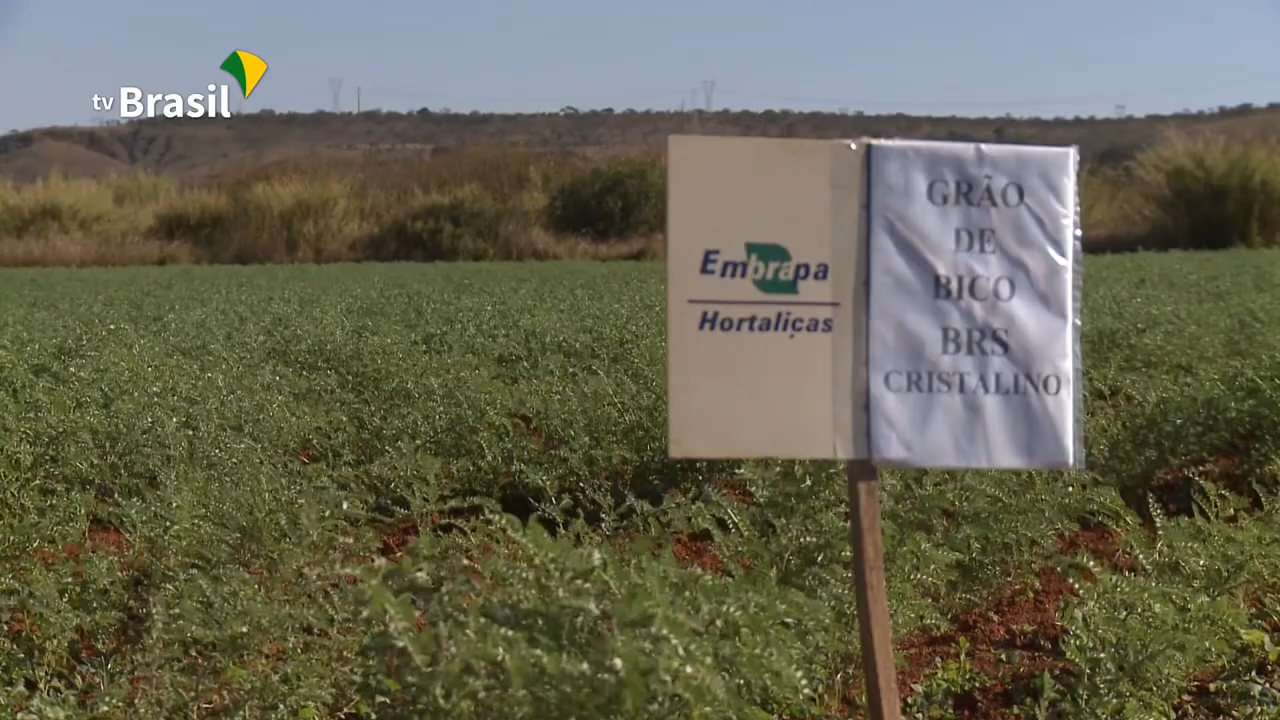 tv Brasil
Embrapa
Hortaliças
GRÃO
DE
BICO
BRS
CRISTALINO